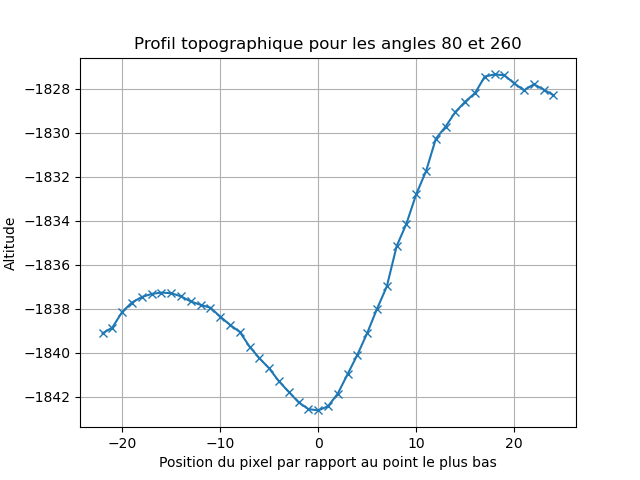 Profil topographique pour les angles 80 et 260
−1828
−1830
−1832
−1834
−1836
−1838
−1840
−1842
Altitude
−20 −10 0 10 20
Position du pixel par rapport au point le plus bas